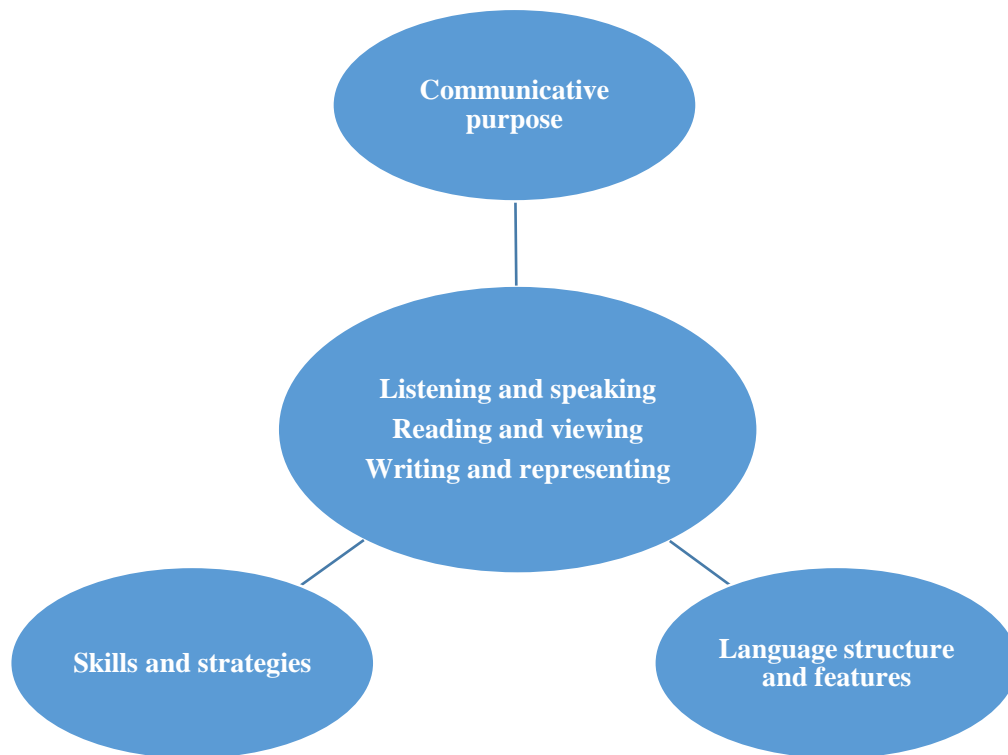 Communicative
purpose
Listening and speaking
Reading and viewing
Writing and representing
Skills and strategies
Language structure
and features